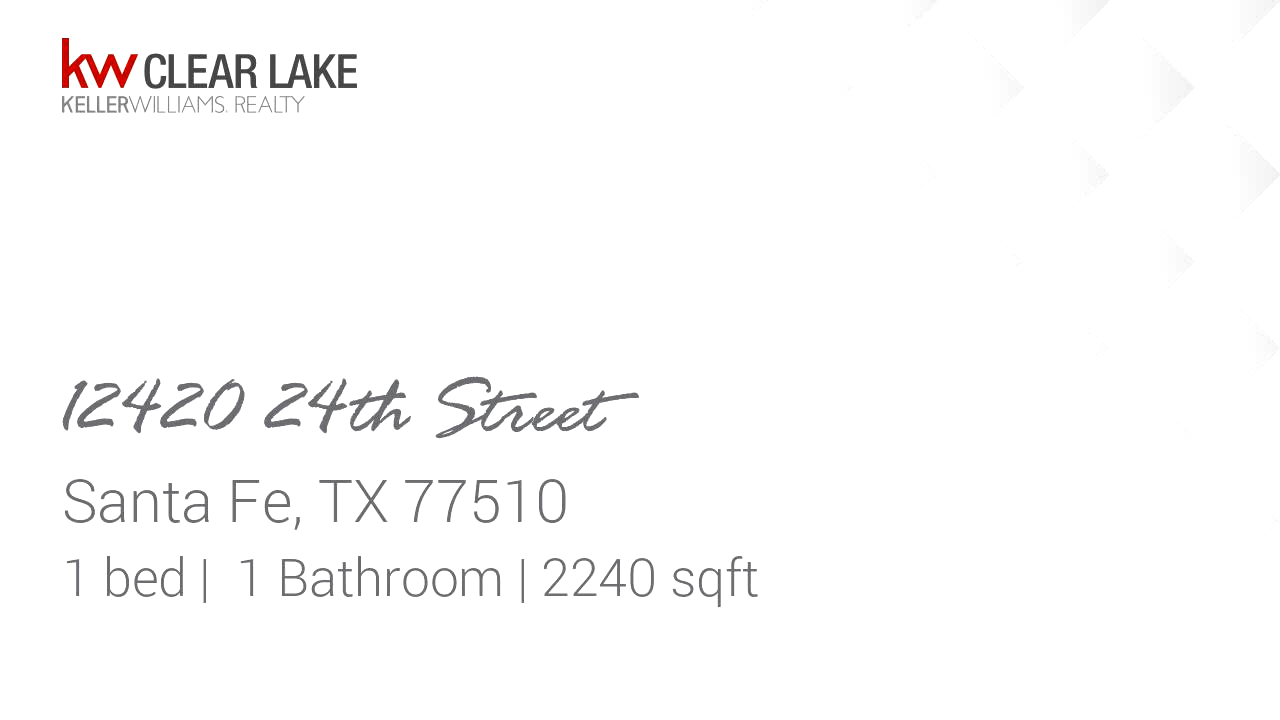 kw CLEAR LAKE
KELLERWILLIAMS. REALTY
12420 24th Street
Santa Fe, TX 77510
1 bed | 1 Bathroom | 2240 sqft